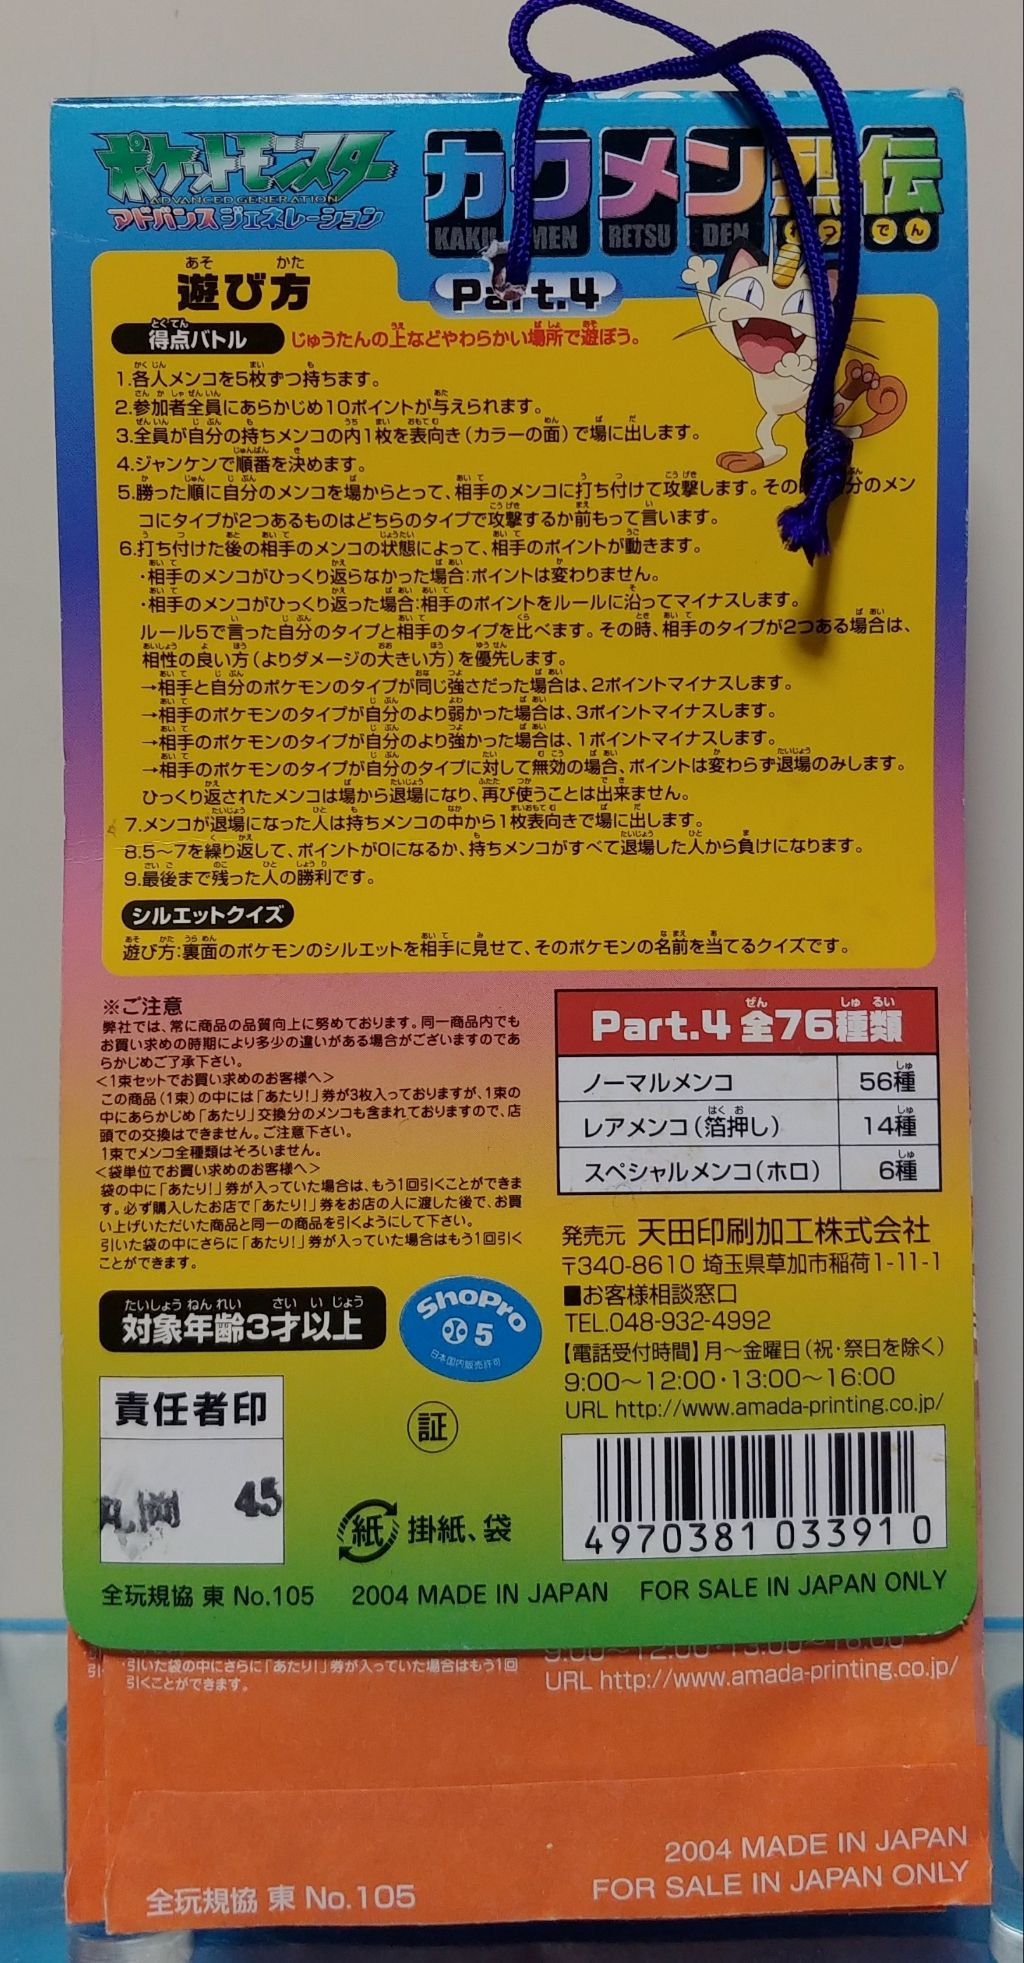 ポケットモンスター
ADVANCED GENERATION
アドバンスジェネレーション
カクメン烈伝
KAKU MEN RETSU DEN
Part.4
遊び方
得点バトル じゅうたんの上などやわらかい場所で遊ぼう。
1.各人メンコを5枚ずつ持ちます。
2.参加者全員にあらかじめ10ポイントが与えられます。
3.全員が自分の持ちメンコの内1枚を表向き(カラーの面)で場に出します。
4.ジャンケンで順番を決めます。
5.勝った順に自分のメンコを場からとって、相手のメンコに打ち付けて攻撃します。その 分のメン
コにタイプが2つあるものはどちらのタイプで攻撃するか前もって言います。
6.打ち付けた後の相手のメンコの状態によって、相手のポイントが動きます。
・相手のメンコがひっくり返らなかった場合:ポイントは変わりません。
・相手のメンコがひっくり返った場合:相手のポイントをルールに沿ってマイナスします。
ルール5で言った自分のタイプと相手のタイプを比べます。その時、相手のタイプが2つある場合は、
相性の良い方(よりダメージの大きい方)を優先します。
→相手と自分のポケモンのタイプが同じ強さだった場合は、2ポイントマイナスします。
→相手のポケモンのタイプが自分のより弱かった場合は、3ポイントマイナスします。
→相手のポケモンのタイプが自分のより強かった場合は、1ポイントマイナスします。
→相手のポケモンのタイプが自分のタイプに対して無効の場合、ポイントは変わらず退場のみします。
ひっくり返されたメンコは場から退場になり、再び使うことは出来ません。
7.メンコが退場になった人は持ちメンコの中から1枚表向きで場に出します。
8.5〜7を繰り返して、ポイントが0になるか、持ちメンコがすべて退場した人から負けになります。
9.最後まで残った人の勝利です。
シルエットクイズ
遊び方:裏面のポケモンのシルエットを相手に見せて、そのポケモンの名前を当てるクイズです。
※ご注意
弊社では、常に商品の品質向上に努めております。同一商品内でも
お買い求めの時期により多少の違いがある場合がございますのであ
らかじめご了承下さい。
<1束セットでお買い求めのお客様へ>
この商品(1束)の中には「あたり!」券が3枚入っておりますが、1束の
中にあらかじめ「あたり」交換分のメンコも含まれておりますので、店
頭での交換はできません。ご注意下さい。
1束でメンコ全種類はそろいません。
<袋単位でお買い求めのお客様へ>
袋の中に「あたり!」券が入っていた場合は、もう1回引くことができま
す。必ず購入したお店で「あたり!」券をお店の人に渡した後で、お買
い上げいただいた商品と同一の商品を引くようにして下さい。
引いた袋の中にさらに「あたり!」券が入っていた場合はもう1回引く
ことができます。
Part.4 全76種類
ノーマルメンコ 56種
レアメンコ(箔押し) 14種
スペシャルメンコ(ホロ) 6種
発売元 天田印刷加工株式会社
〒340-8610 埼玉県草加市稲荷1-11-1
■お客様相談窓口
TEL.048-932-4992
【電話受付時間】月〜金曜日(祝・祭日を除く)
9:00〜12:00・13:00〜16:00
URL http://www.amada-printing.co.jp/
対象年齢3才以上
ShoPro
5
日本国内販売許可
責任者印
45
証
紙 掛紙、袋
4970381033910
全玩規協 東 No.105 2004 MADE IN JAPAN FOR SALE IN JAPAN ONLY
引いた袋の中にさらに「あたり!」券が入っていた場合はもう1回
引くことができます。
9:00〜12:00・13:00〜16:00
URL http://www.amada-printing.co.jp/
2004 MADE IN JAPAN
FOR SALE IN JAPAN ONLY
全玩規協 東 No.105